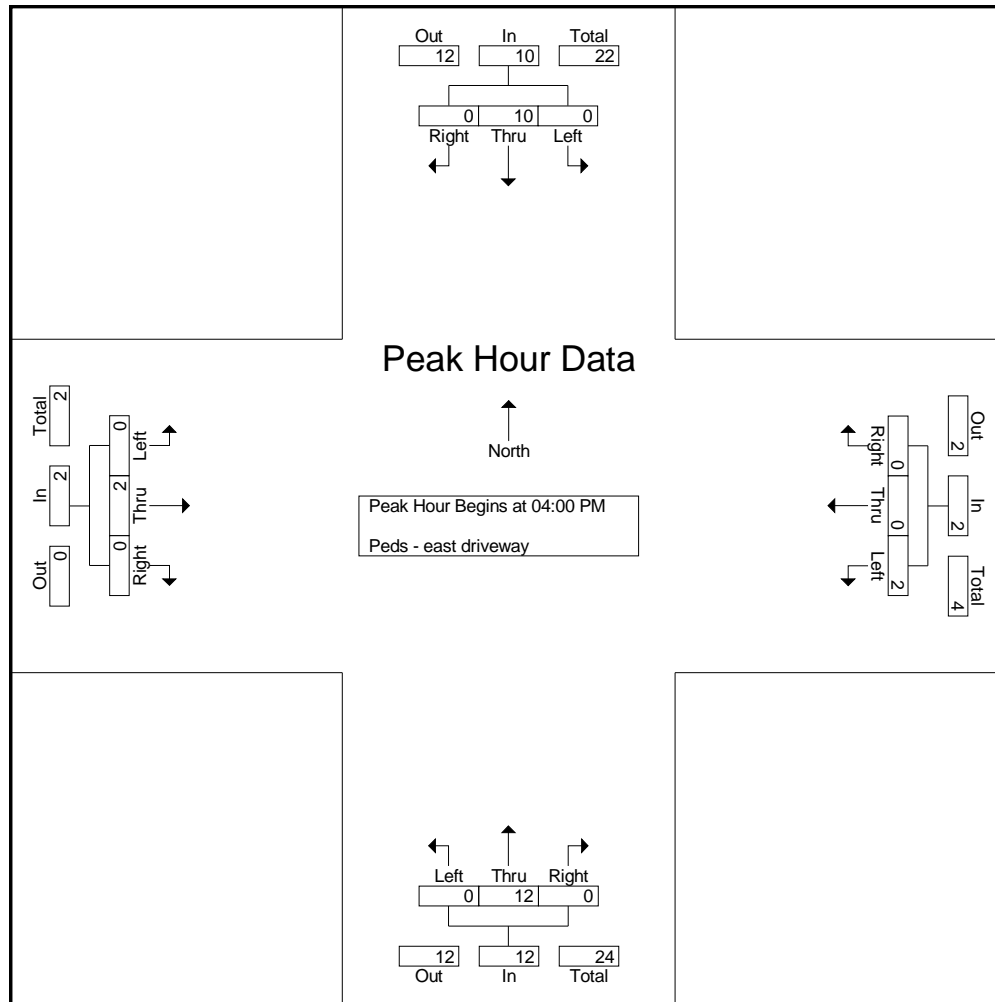 Out In Total
12 10 22
0 10 0
Right Thru Left
Peak Hour Data
North
Peak Hour Begins at 04:00 PM
Peds - east driveway
Total 2
In 2
Out 0
0 Left
2 Thru
0 Right
Right 0
Thru 0
Left 2
Out 2
In 2
Total 4
Left Thru Right
0 12 0
12 12 24
Out In Total